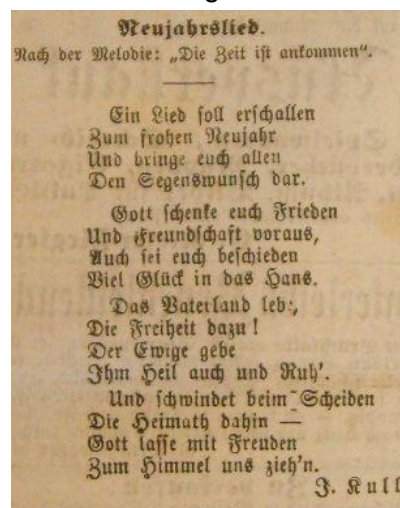 Neujahrslied.
Nach der Melodie: „Die Zeit ist ankommen“.
Ein Lied soll erschallen
Zum frohen Neujahr
Und bringe euch allen
Den Segenswunsch dar.
Gott schenke euch Frieden
Und Freundschaft voraus,
Auch sei euch beschieden
Viel Glück in das Hans.
Das Vaterland leb',
Die Freiheit dazu!
Der Ewige gebe
Ihm Heil auch und Ruh'.
Und schwindet beim Scheiden
Die Heimath dahin —
Gott lasse mit Freuden
Zum Himmel uns zieh'n.
J. Kull